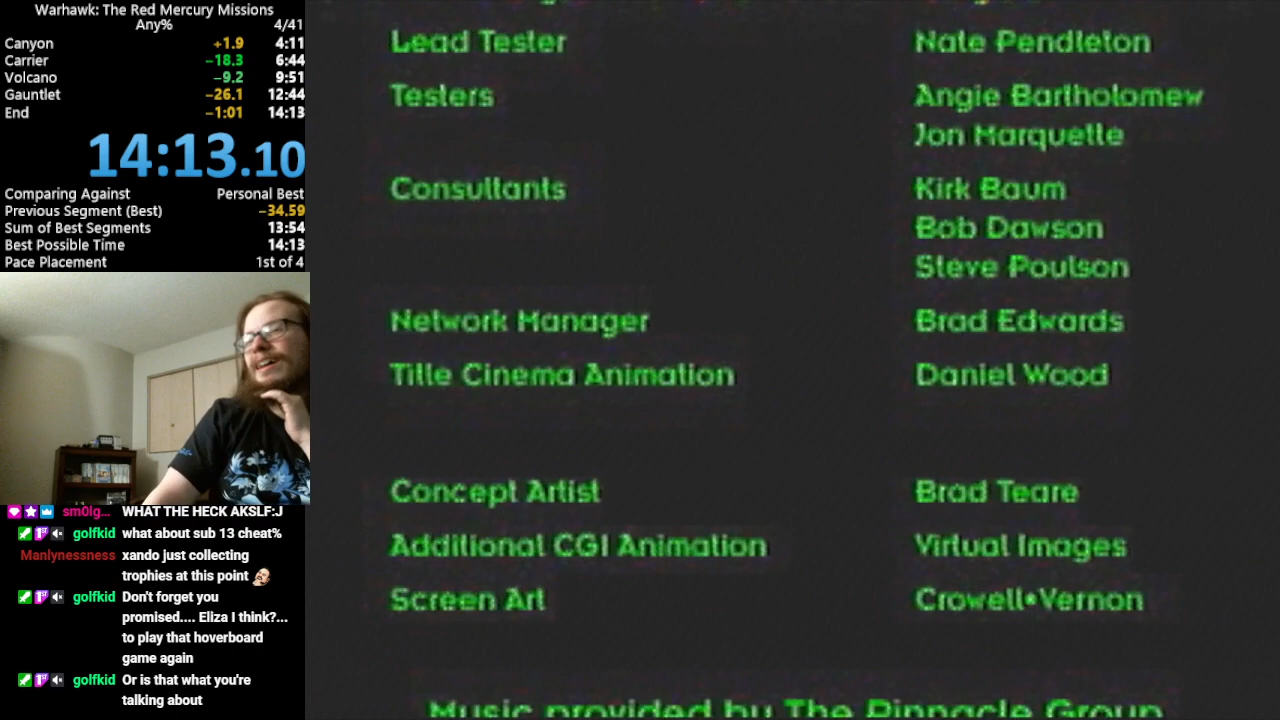 Warhawk: The Red Mercury Missions
Any% 4/41
Canyon +1.9 4:11
Carrier −18.3 6:44
Volcano −9.2 9:51
Gauntlet −26.1 12:44
End −1:01 14:13
14:13.10
Comparing Against Personal Best
Previous Segment (Best) −34.59
Sum of Best Segments 13:54
Best Possible Time 14:13
Pace Placement 1st of 4
sm0lg... WHAT THE HECK AKSLF:J
golfkid what about sub 13 cheat%
Manlynessness xando just collecting
trophies at this point
golfkid Don't forget you
promised.... Eliza I think?...
to play that hoverboard
game again
golfkid Or is that what you're
talking about
Lead Tester Nate Pendleton
Testers Angie Bartholomew
Jon Marquette
Consultants Kirk Baum
Bob Dawson
Steve Poulson
Network Manager Brad Edwards
Title Cinema Animation Daniel Wood
Concept Artist Brad Teare
Additional CGI Animation Virtual Images
Screen Art Crowell•Vernon
Music provided by The Pinnacle Group